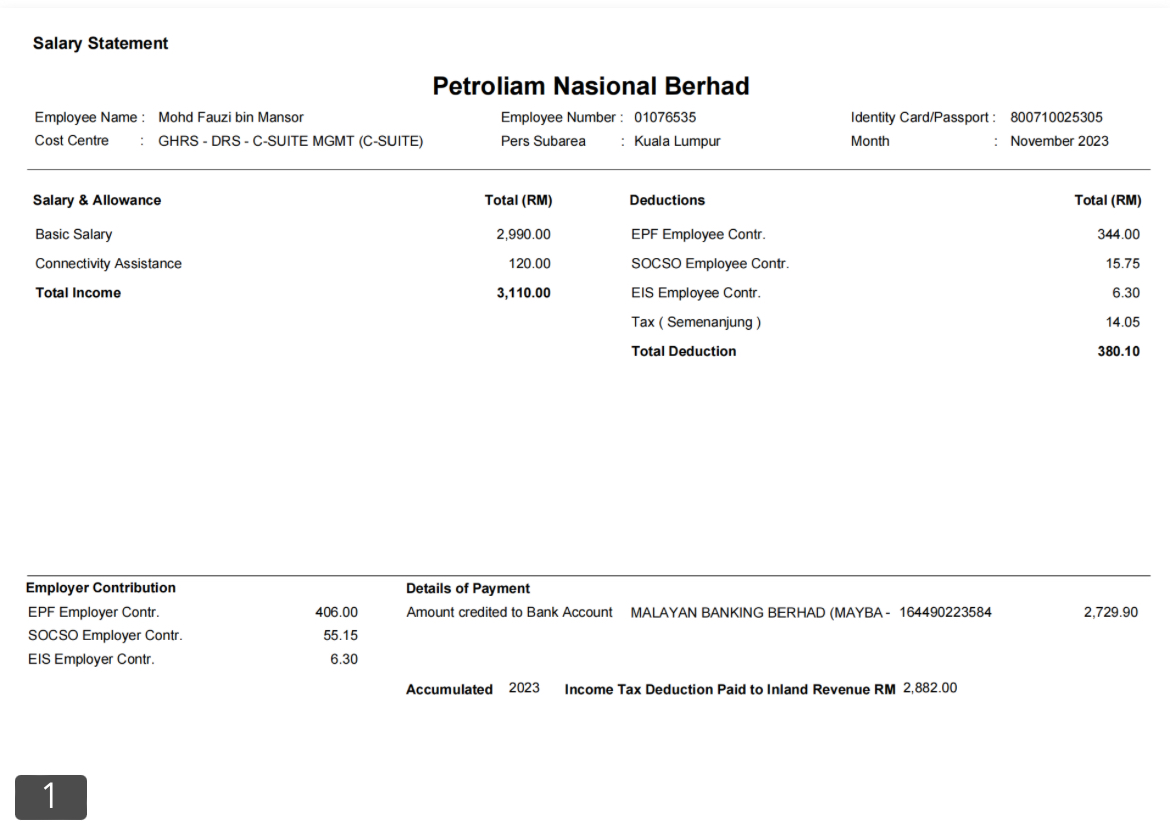 Salary Statement
Petroliam Nasional Berhad
Employee Name : Mohd Fauzi bin Mansor Employee Number : 01076535 Identity Card/Passport : 800710025305
Cost Centre : GHRS - DRS - C-SUITE MGMT (C-SUITE) Pers Subarea : Kuala Lumpur Month : November 2023
Salary & Allowance Total (RM) Deductions Total (RM)
Basic Salary 2,990.00 EPF Employee Contr. 344.00
Connectivity Assistance 120.00 SOCSO Employee Contr. 15.75
Total Income 3,110.00 EIS Employee Contr. 6.30
Tax ( Semenanjung ) 14.05
Total Deduction 380.10
Employer Contribution Details of Payment
EPF Employer Contr. 406.00 Amount credited to Bank Account MALAYAN BANKING BERHAD (MAYBA - 164490223584 2,729.90
SOCSO Employer Contr. 55.15
EIS Employer Contr. 6.30
Accumulated 2023 Income Tax Deduction Paid to Inland Revenue RM 2,882.00
1